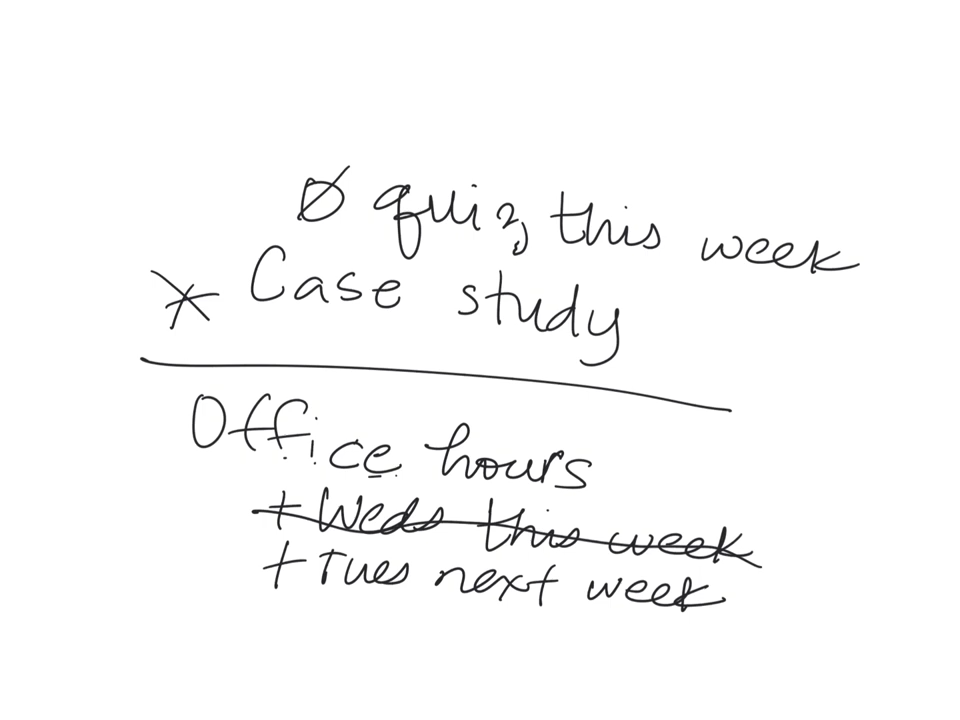 Ø quiz this week
* Case study
Office hours
+ Weds this week
+ Tues next week